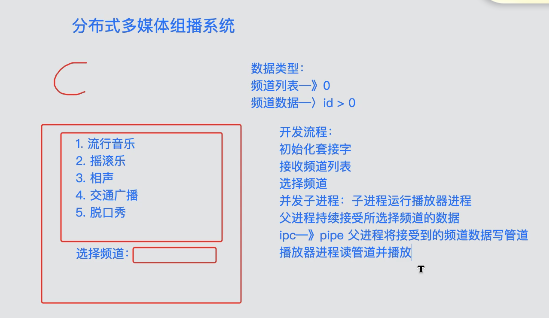 分布式多媒体组播系统
数据类型：
频道列表—》0
频道数据—〉id > 0
1. 流行音乐
2. 摇滚乐
3. 相声
4. 交通广播
5. 脱口秀
选择频道：
开发流程：
初始化套接字
接收频道列表
选择频道
并发子进程：子进程运行播放器进程
父进程持续接受所选择频道的数据
ipc—》pipe 父进程将接受到的频道数据写管道
播放器进程读管道并播放